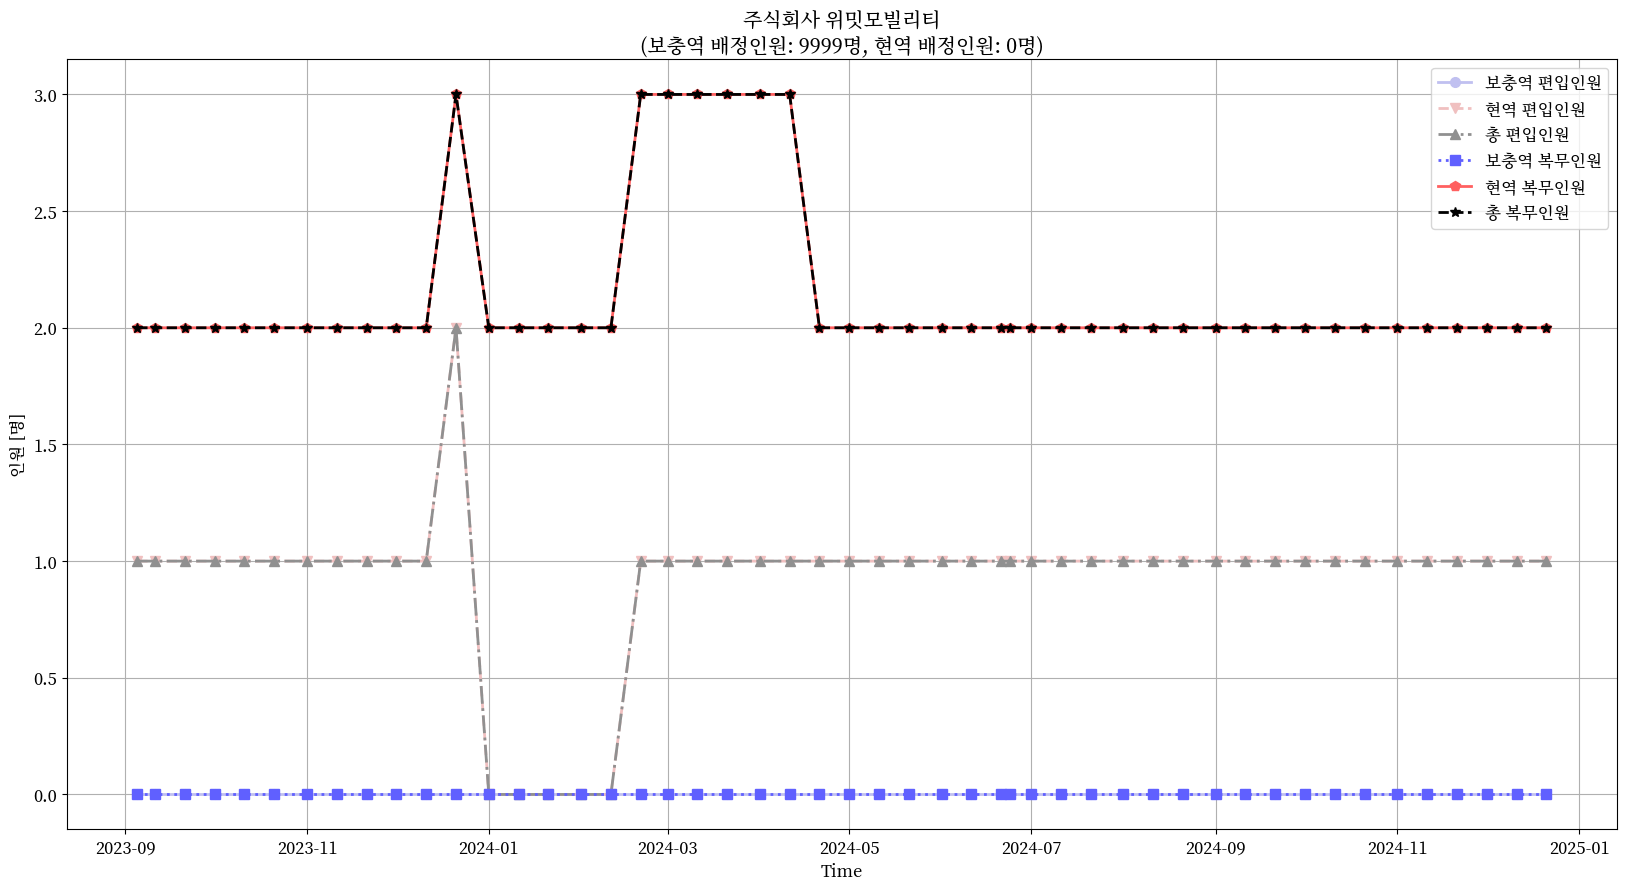 주식회사 위밋모빌리티
(보충역 배정인원: 9999명, 현역 배정인원: 0명)
보충역 편입인원
현역 편입인원
총 편입인원
보충역 복무인원
현역 복무인원
총 복무인원
3.0
2.5
2.0
1.5
1.0
0.5
0.0
인원 [명]
2023-09
2023-11
2024-01
2024-03
2024-05
2024-07
2024-09
2024-11
2025-01
Time